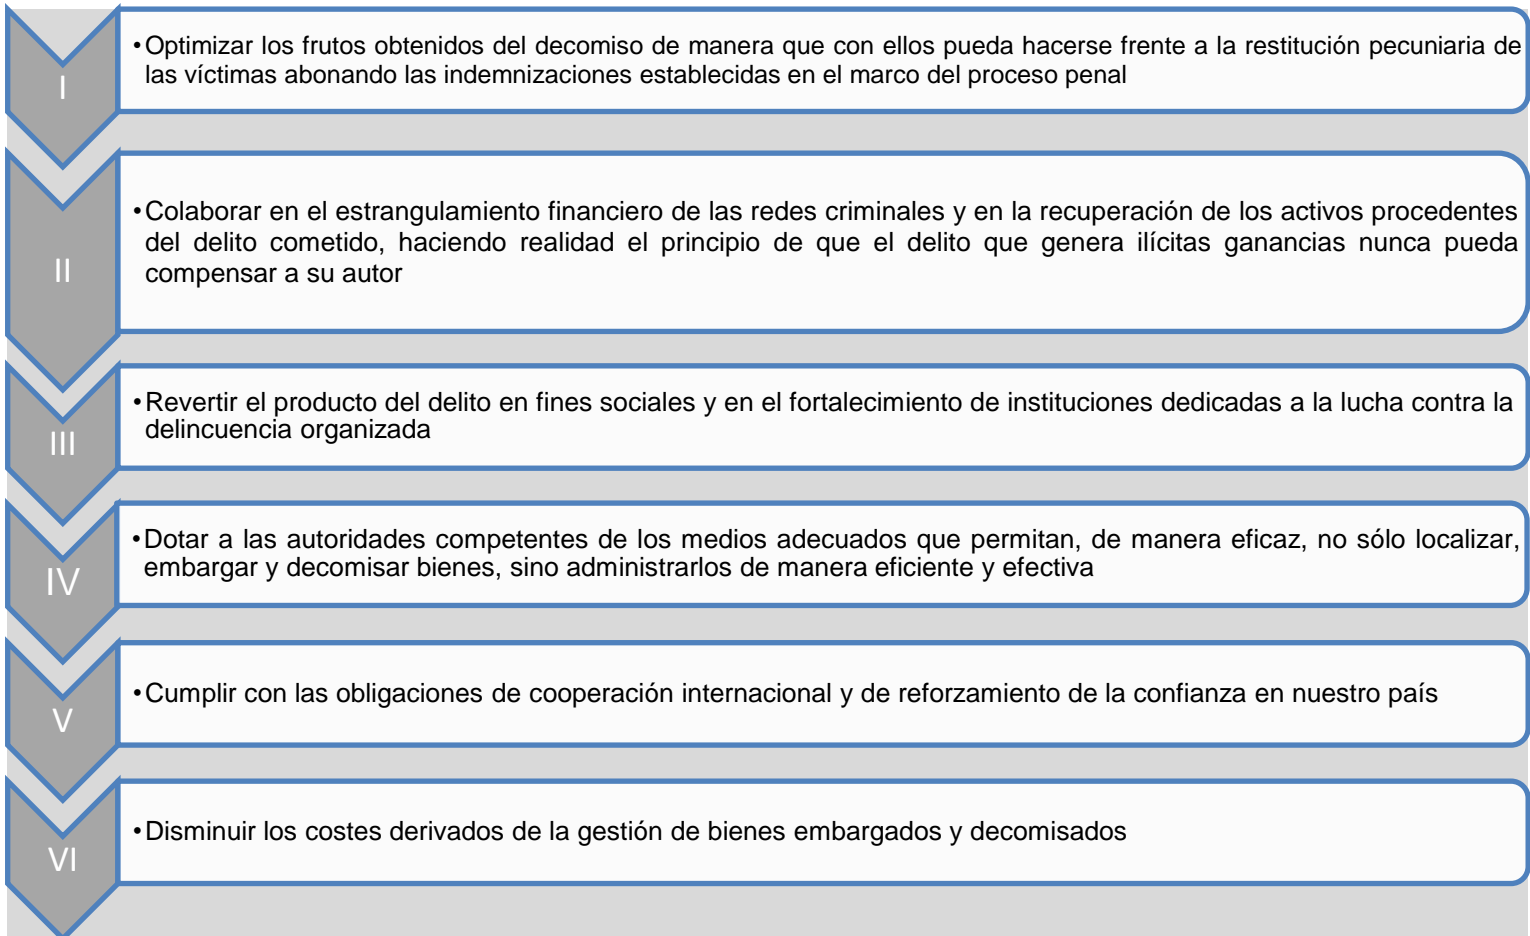 I
•Optimizar los frutos obtenidos del decomiso de manera que con ellos pueda hacerse frente a la restitución pecuniaria de
las víctimas abonando las indemnizaciones establecidas en el marco del proceso penal
II
•Colaborar en el estrangulamiento financiero de las redes criminales y en la recuperación de los activos procedentes
del delito cometido, haciendo realidad el principio de que el delito que genera ilícitas ganancias nunca pueda
compensar a su autor
III
•Revertir el producto del delito en fines sociales y en el fortalecimiento de instituciones dedicadas a la lucha contra la
delincuencia organizada
IV
•Dotar a las autoridades competentes de los medios adecuados que permitan, de manera eficaz, no sólo localizar,
embargar y decomisar bienes, sino administrarlos de manera eficiente y efectiva
V
•Cumplir con las obligaciones de cooperación internacional y de reforzamiento de la confianza en nuestro país
VI
•Disminuir los costes derivados de la gestión de bienes embargados y decomisados